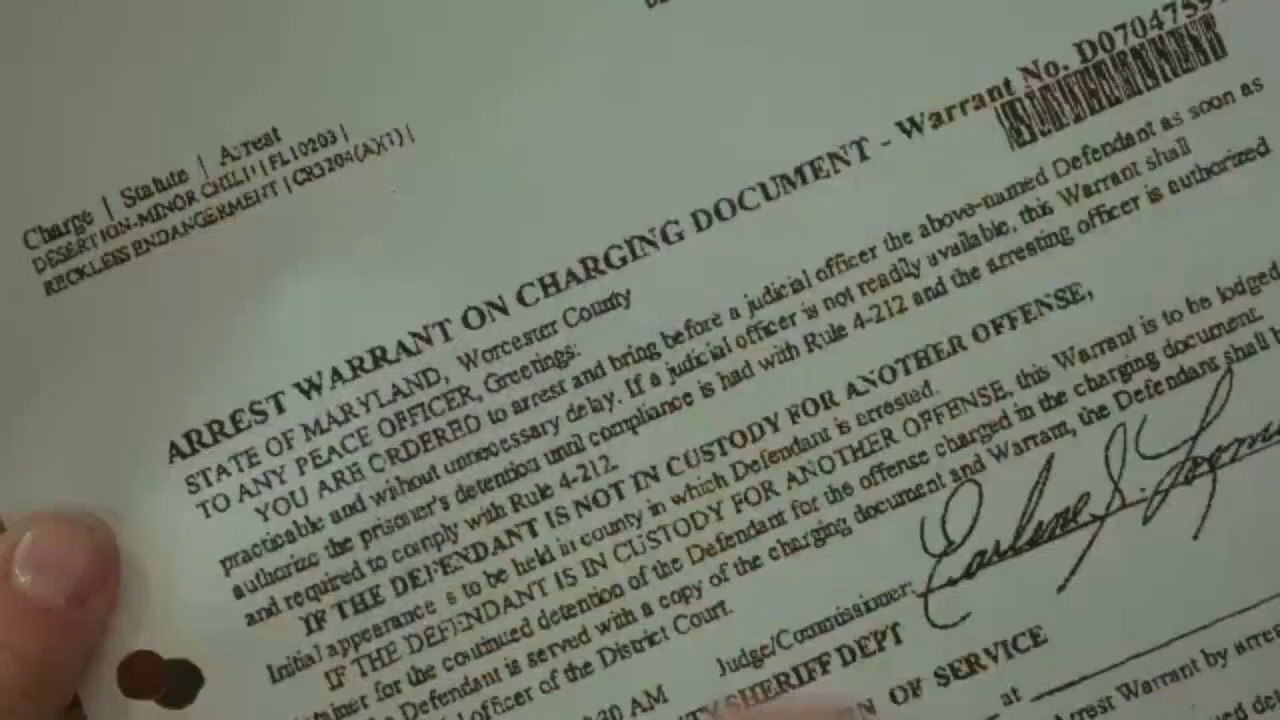 Charge | Statute | Arrest
DESERTION-MINOR CHILD | FL10203 |
RECKLESS ENDANGERMENT | CR3204(A)(1) |
ARREST WARRANT ON CHARGING DOCUMENT - Warrant No. D0704759
STATE OF MARYLAND, Worcester County
TO ANY PEACE OFFICER, Greetings:
YOU ARE ORDERED to arrest and bring before a judicial officer the above-named Defendant as soon as
practicable and without unnecessary delay. If a judicial officer is not readily available, this Warrant shall
authorize the prisoner's detention until compliance is had with Rule 4-212 and the arresting officer is authorized
and required to comply with Rule 4-212.
IF THE DEFENDANT IS NOT IN CUSTODY FOR ANOTHER OFFENSE,
Initial appearance is to be held in county in which Defendant is arrested.
IF THE DEFENDANT IS IN CUSTODY FOR ANOTHER OFFENSE, this Warrant is to be lodged
for the continued detention of the Defendant for the offense charged in the charging document.
Defendant is served with a copy of the charging document and Warrant, the Defendant shall
officer of the District Court.
Judge/Commissioner: Earlene S.
30 AM
SHERIFF DEPT
OF SERVICE
at
Warrant by